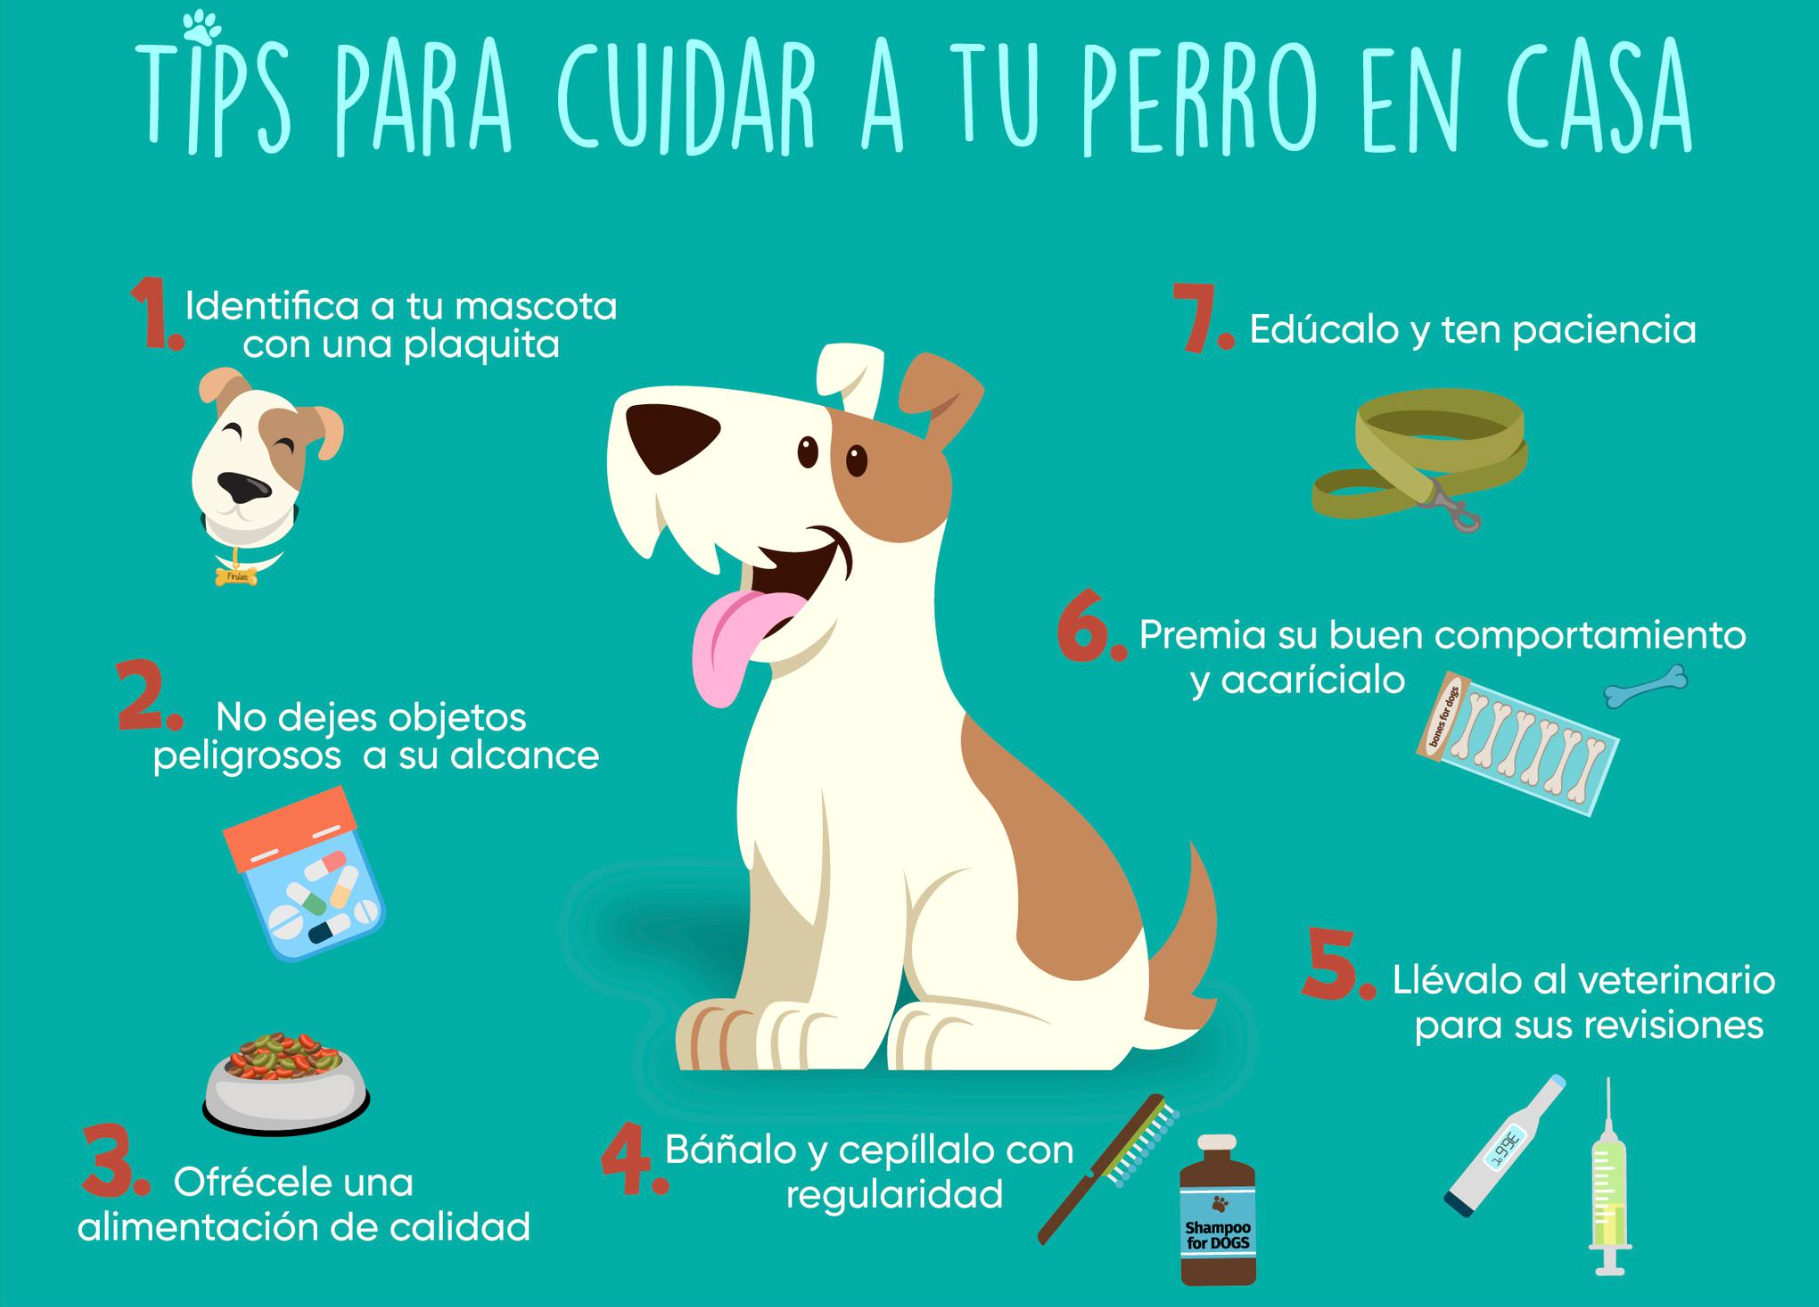 TIPS PARA CUIDAR A TU PERRO EN CASA
1. Identifica a tu mascota
con una plaquita
Firulais
2. No dejes objetos
peligrosos a su alcance
3. Ofrécele una
alimentación de calidad
4. Báñalo y cepíllalo con
regularidad
Shampoo
for DOGS
5. Llévalo al veterinario
para sus revisiones
6. Premia su buen comportamiento
y acarícialo
bones for dogs
7. Edúcalo y ten paciencia